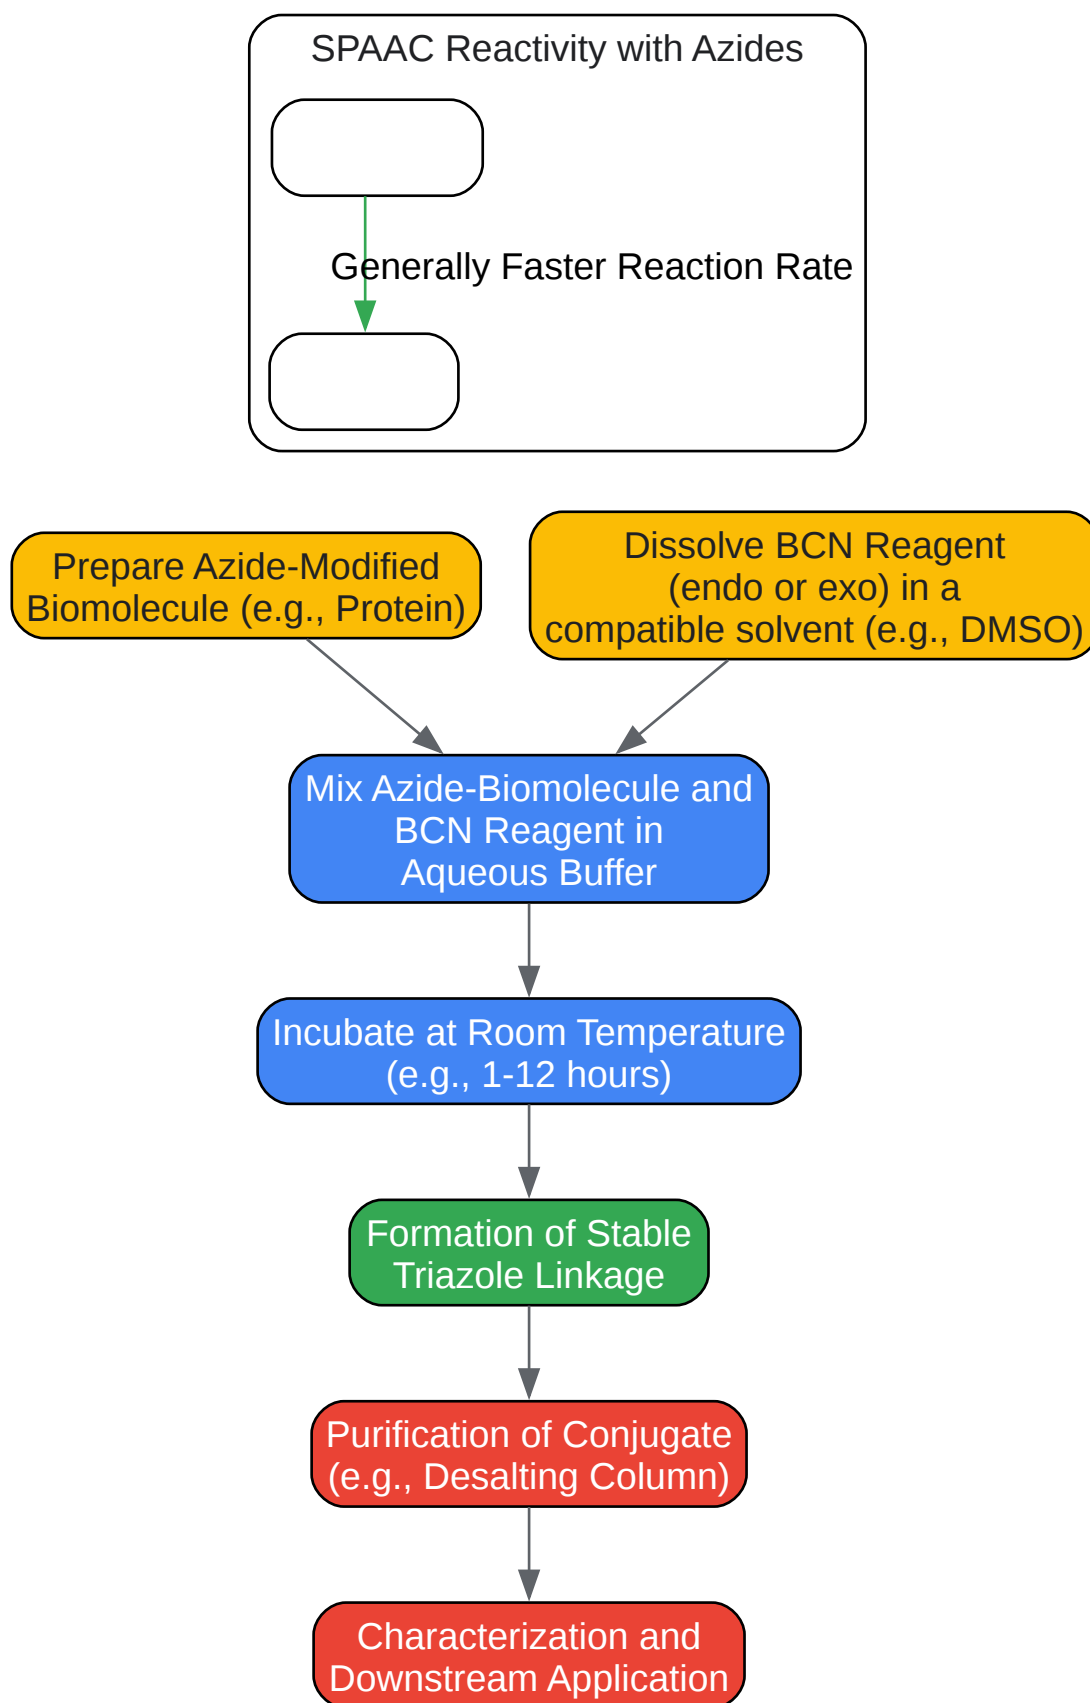 SPAAC Reactivity with Azides
Generally Faster Reaction Rate
Prepare Azide-Modified
Biomolecule (e.g., Protein)
Dissolve BCN Reagent
(endo or exo) in a
compatible solvent (e.g., DMSO)
Mix Azide-Biomolecule and
BCN Reagent in
Aqueous Buffer
Incubate at Room Temperature
(e.g., 1-12 hours)
Formation of Stable
Triazole Linkage
Purification of Conjugate
(e.g., Desalting Column)
Characterization and
Downstream Application